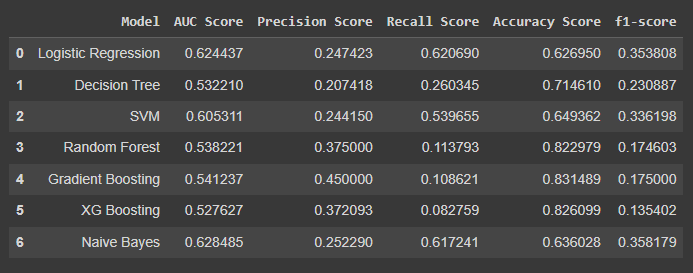 Model AUC Score Precision Score Recall Score Accuracy Score f1-score
0 Logistic Regression 0.624437 0.247423 0.620690 0.626950 0.353808
1 Decision Tree 0.532210 0.207418 0.260345 0.714610 0.230887
2 SVM 0.605311 0.244150 0.539655 0.649362 0.336198
3 Random Forest 0.538221 0.375000 0.113793 0.822979 0.174603
4 Gradient Boosting 0.541237 0.450000 0.108621 0.831489 0.175000
5 XG Boosting 0.527627 0.372093 0.082759 0.826099 0.135402
6 Naive Bayes 0.628485 0.252290 0.617241 0.636028 0.358179